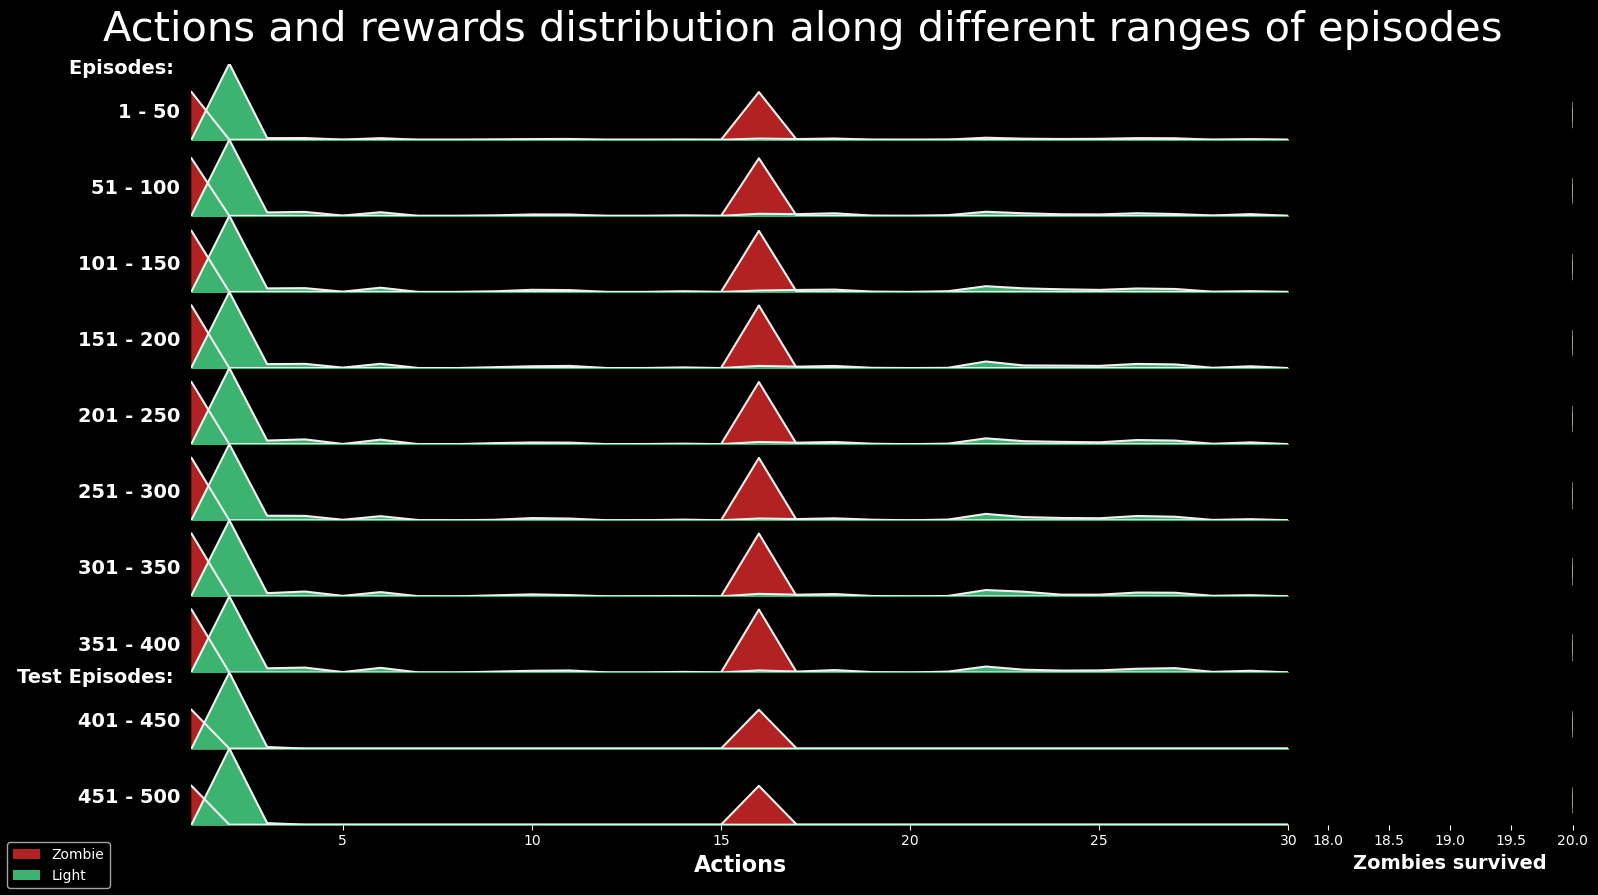 Actions and rewards distribution along different ranges of episodes
Episodes:
1 - 50
51 - 100
101 - 150
151 - 200
201 - 250
251 - 300
301 - 350
351 - 400
Test Episodes:
401 - 450
451 - 500
5 10 15 20 25 30 18.0 18.5 19.0 19.5 20.0
Actions
Zombies survived
Zombie
Light